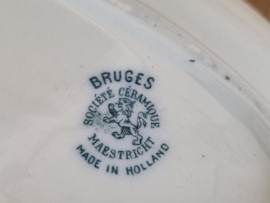 BRUGES
SOCIÉTÉ CÉRAMIQUE
MAESTRICHT
MADE IN HOLLAND